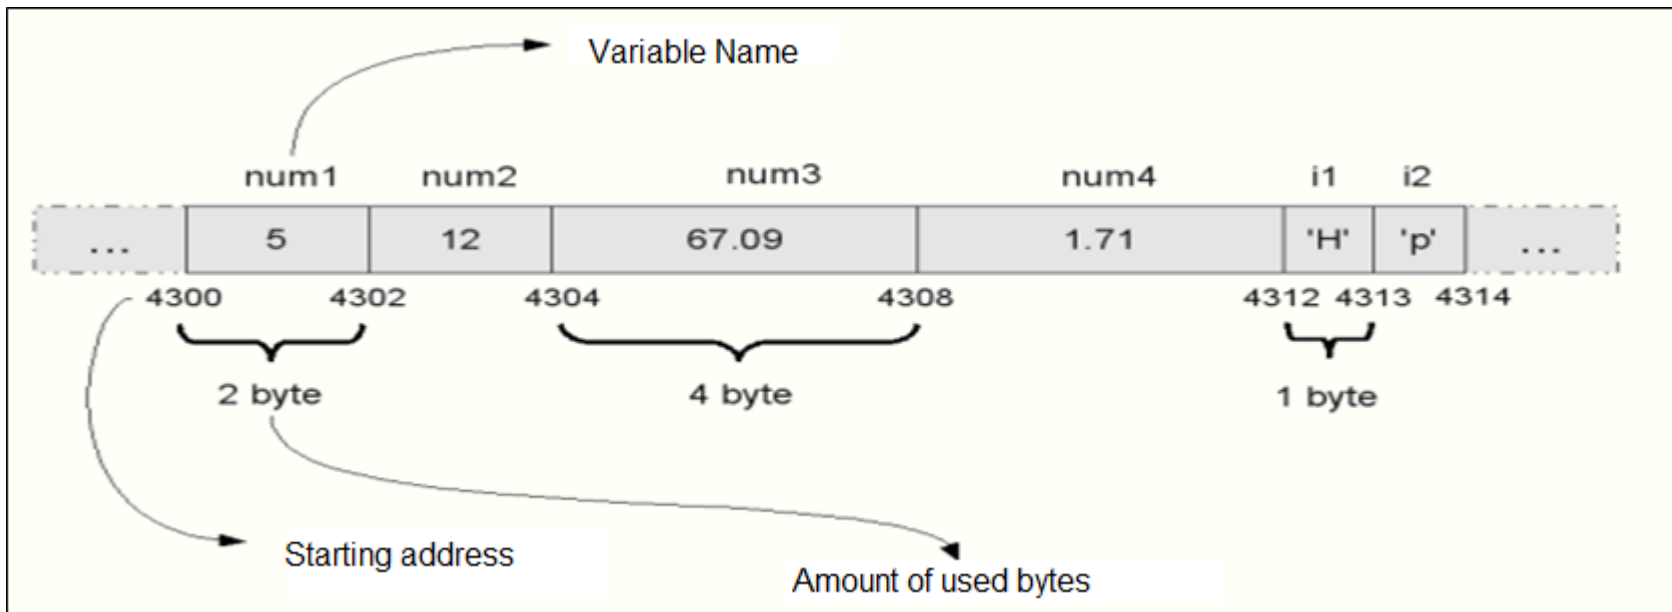 Variable Name
num1 num2 num3 num4 i1 i2
... 5 12 67.09 1.71 'H' 'p' ...
4300 4302 4304 4308 4312 4313 4314
2 byte 4 byte 1 byte
Starting address
Amount of used bytes